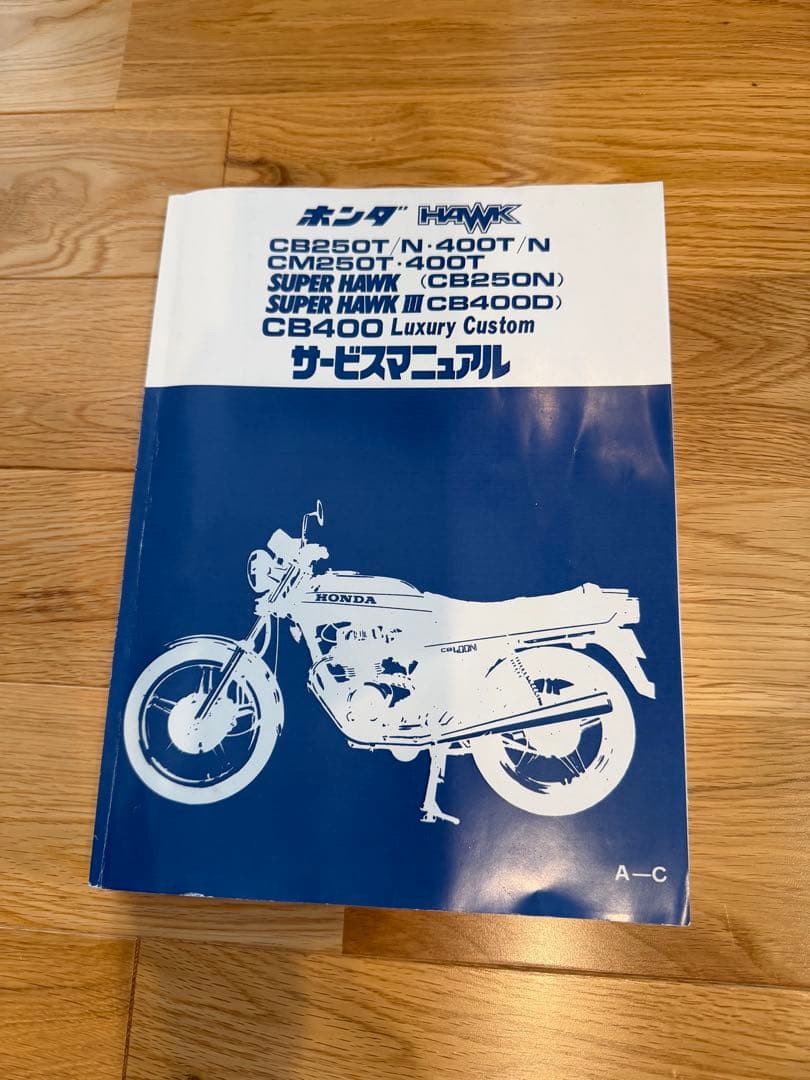 ホンダ HAWK
CB250T/N・400T/N
CM250T・400T
SUPER HAWK (CB250N)
SUPER HAWK III CB400D)
CB400 Luxury Custom
サービスマニュアル
HONDA
CB400N
A—C